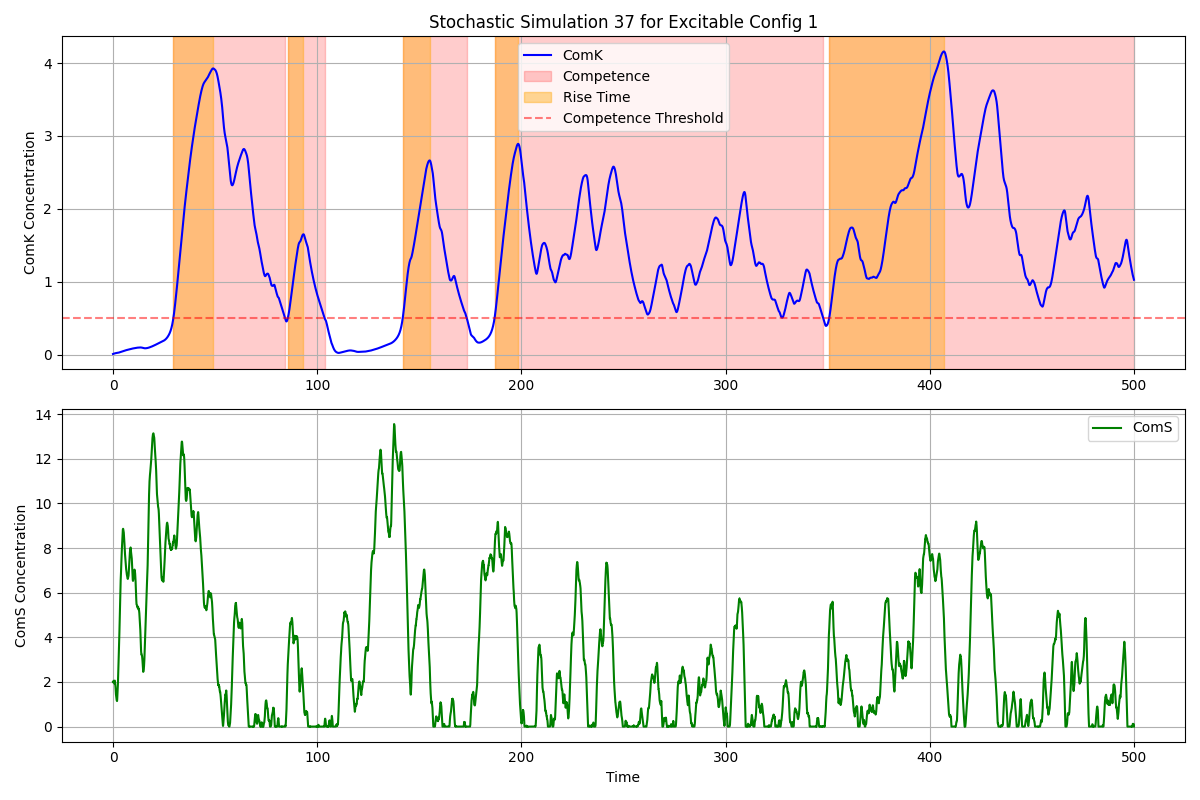 Stochastic Simulation 37 for Excitable Config 1
ComK Concentration
4
3
2
1
0
ComK
Competence
Rise Time
Competence Threshold
0 100 200 300 400 500
ComS Concentration
14
12
10
8
6
4
2
0
ComS
0 100 200 300 400 500
Time